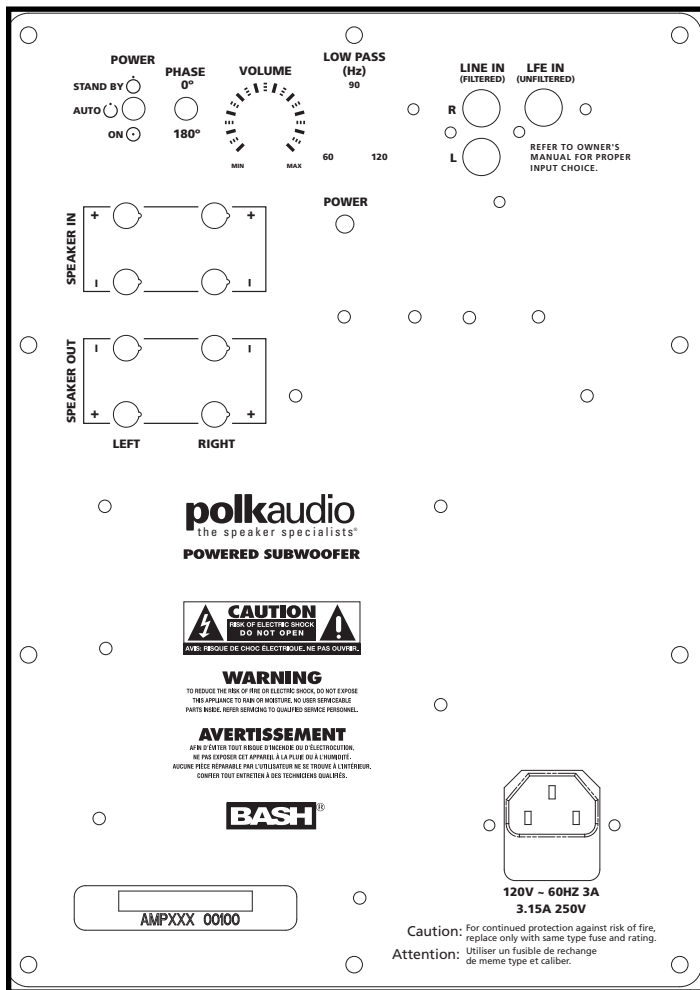 POWER
STAND BY
AUTO
ON
PHASE
0º
180º
VOLUME
MIN
MAX
LOW PASS
(Hz)
90
60
120
LINE IN
(FILTERED)
LFE IN
(UNFILTERED)
R
L
REFER TO OWNER'S
MANUAL FOR PROPER
INPUT CHOICE.
SPEAKER IN
+ +
– –
POWER
SPEAKER OUT
– –
+ +
LEFT
RIGHT
polkaudio
the speaker specialists®
POWERED SUBWOOFER
CAUTION
RISK OF ELECTRIC SHOCK
DO NOT OPEN
AVIS: RISQUE DE CHOC ÉLECTRIQUE. NE PAS OUVRIR.
WARNING
TO REDUCE THE RISK OF FIRE OR ELECTRIC SHOCK, DO NOT EXPOSE
THIS APPLIANCE TO RAIN OR MOISTURE. NO USER SERVICEABLE
PARTS INSIDE. REFER SERVICING TO QUALIFIED SERVICE PERSONNEL.
AVERTISSEMENT
AFIN D'ÉVITER TOUT RISQUE D'INCENDIE OU D'ÉLECTROCUTION,
NE PAS EXPOSER CET APPAREIL À LA PLUIE OU À L'HUMIDITÉ.
AUCUNE PIÈCE RÉPARABLE PAR L'UTILISATEUR NE SE TROUVE À L'INTÉRIEUR.
CONFIER TOUT ENTRETIEN À DES TECHNICIENS QUALIFIÉS.
BASH®
AMPXXX 00100
120V ~ 60HZ 3A
3.15A 250V
Caution: For continued protection against risk of fire,
replace only with same type fuse and rating.
Attention: Utiliser un fusible de rechange
de meme type et caliber.